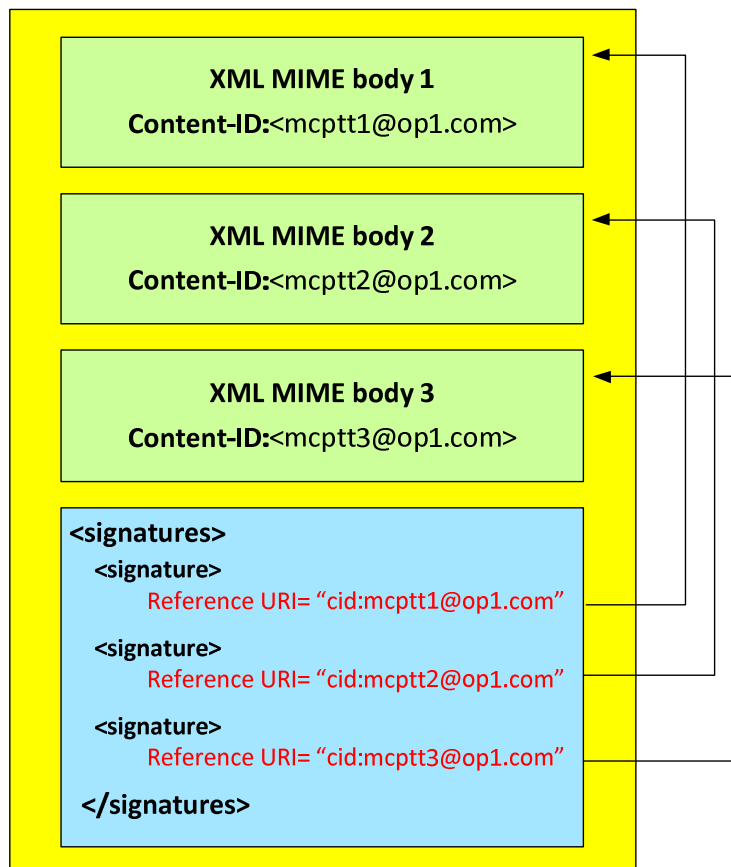 XML MIME body 1
Content-ID:<mcptt1@op1.com>
XML MIME body 2
Content-ID:<mcptt2@op1.com>
XML MIME body 3
Content-ID:<mcptt3@op1.com>
<signatures>
<signature>
Reference URI= “cid:mcptt1@op1.com”
<signature>
Reference URI= “cid:mcptt2@op1.com”
<signature>
Reference URI= “cid:mcptt3@op1.com”
</signatures>